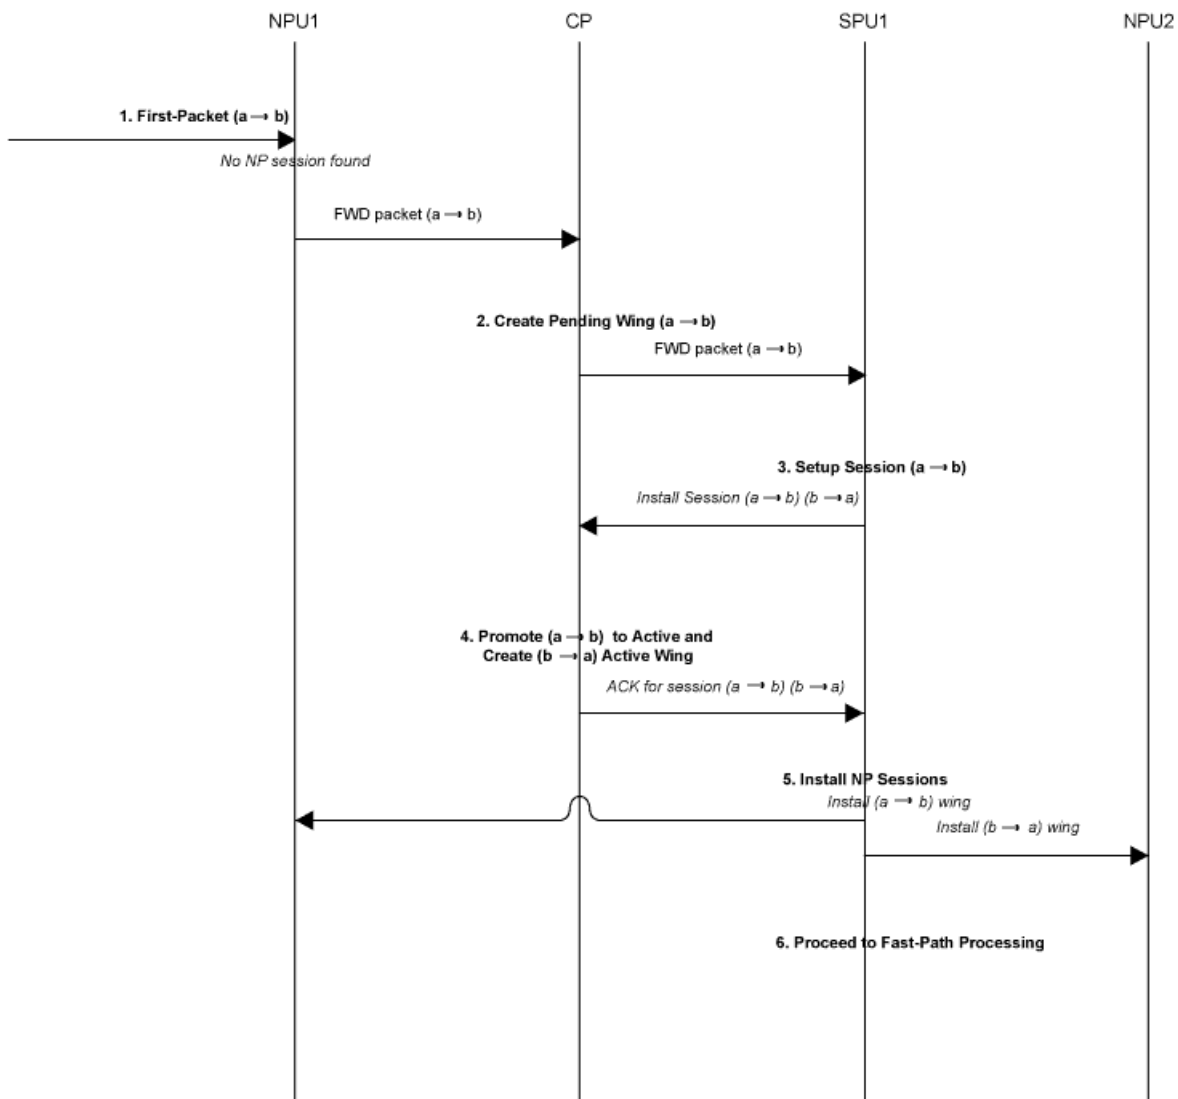 NPU1 CP SPU1 NPU2
1. First-Packet (a → b)
No NP session found
FWD packet (a → b)
2. Create Pending Wing (a → b)
FWD packet (a → b)
3. Setup Session (a → b)
Install Session (a → b) (b → a)
4. Promote (a → b) to Active and
Create (b → a) Active Wing
ACK for session (a → b) (b → a)
5. Install NP Sessions
Install (a → b) wing
Install (b → a) wing
6. Proceed to Fast-Path Processing